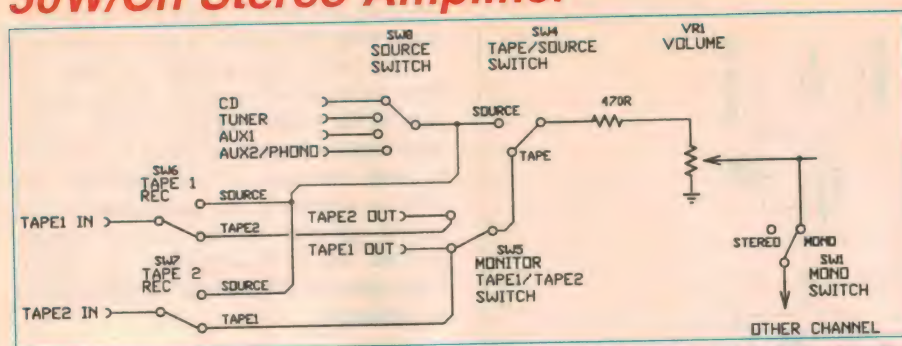 50W/Ch Stereo Amplifier
SW8
SOURCE
SWITCH
SW4
TAPE/SOURCE
SWITCH
VR1
VOLUME
CD
TUNER
AUX1
AUX2/PHONO
SOURCE
470R
TAPE
SW6
TAPE 1
REC
SOURCE
TAPE1 IN
TAPE2
TAPE2 OUT
TAPE1 OUT
SW5
MONITOR
TAPE1/TAPE2
SWITCH
STEREO
MONO
SW1
MONO
SWITCH
SW7
TAPE 2
REC
SOURCE
TAPE2 IN
TAPE1
OTHER CHANNEL